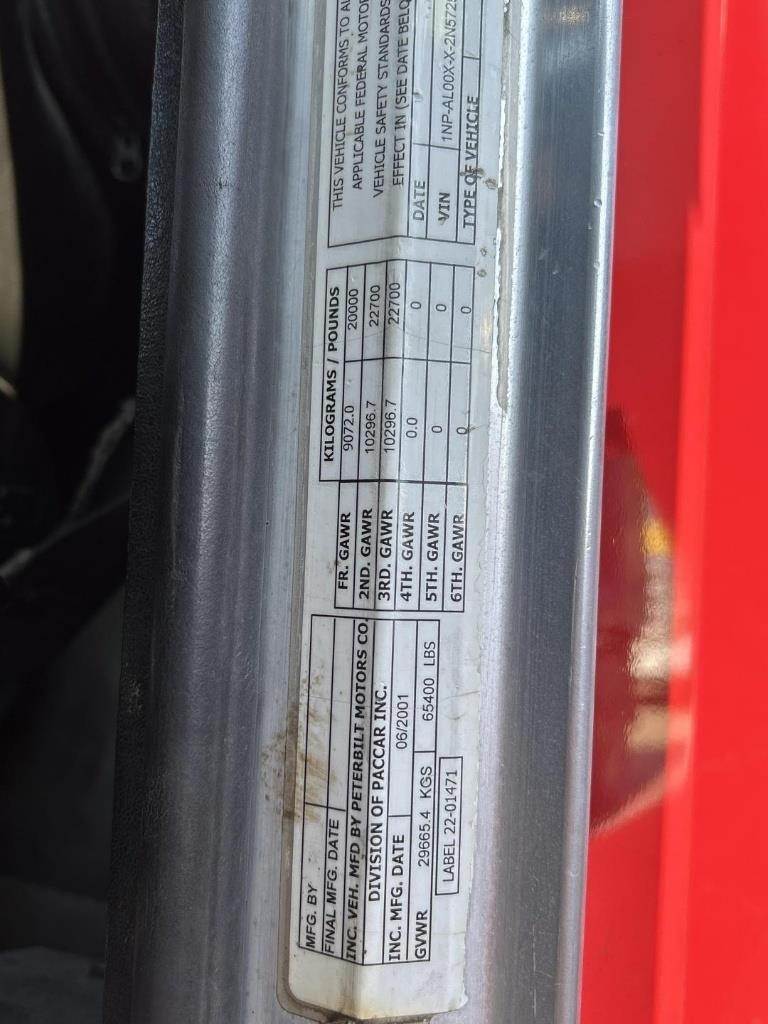 MFG. BY
FINAL MFG. DATE
INC. VEH. MFD BY PETERBILT MOTORS CO.
DIVISION OF PACCAR INC.
INC. MFG. DATE 06/2001
GVWR 29665.4 KGS 65400 LBS
LABEL 22-01471
KILOGRAMS / POUNDS
FR. GAWR 9072.0 20000
2ND. GAWR 10296.7 22700
3RD. GAWR 10296.7 22700
4TH. GAWR 0.0 0
5TH. GAWR 0 0
6TH. GAWR 0 0
THIS VEHICLE CONFORMS TO
APPLICABLE FEDERAL MOTOR
VEHICLE SAFETY STANDARDS
EFFECT IN (SEE DATE BELO
DATE
VIN 1NP-AL00X-X-2N572
TYPE OF VEHICLE